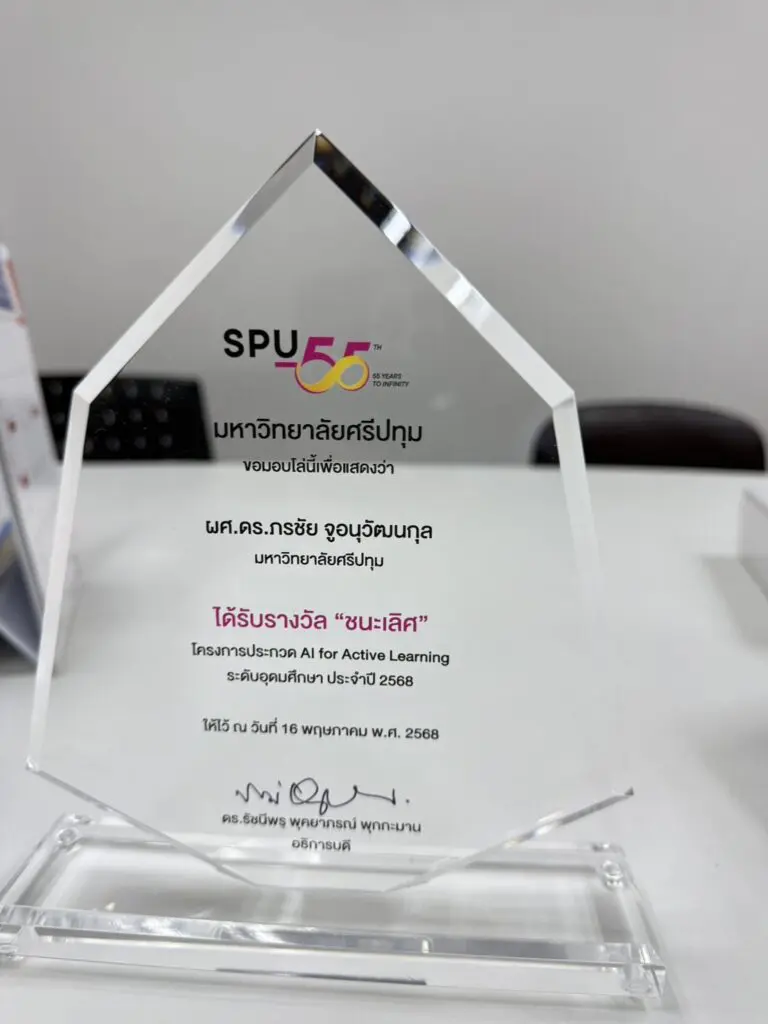 SPU 55 TH
55 YEARS
TO INFINITY
มหาวิทยาลัยศรีปทุม
ขอมอบโล่นี้เพื่อแสดงว่า
ผศ.ดร.ภรชัย จูอนุวัฒนกุล
มหาวิทยาลัยศรีปทุม
ได้รับรางวัล “ชนะเลิศ”
โครงการประกวด AI for Active Learning
ระดับอุดมศึกษา ประจำปี 2568
ให้ไว้ ณ วันที่ 16 พฤษภาคม พ.ศ. 2568
ดร.รัชนีพร พุคยาภรณ์ พุกกะมาน
อธิการบดี